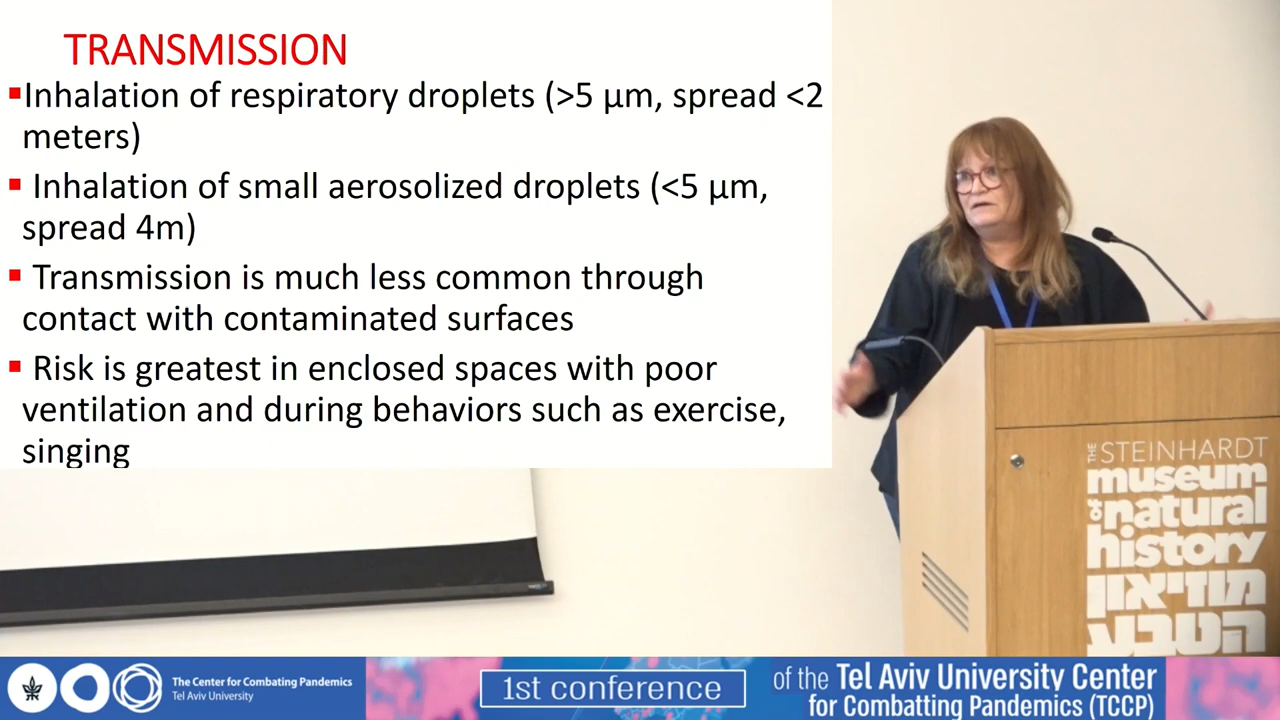 TRANSMISSION
▪Inhalation of respiratory droplets (>5 µm, spread <2
meters)
▪ Inhalation of small aerosolized droplets (<5 µm,
spread 4m)
▪ Transmission is much less common through
contact with contaminated surfaces
▪ Risk is greatest in enclosed spaces with poor
ventilation and during behaviors such as exercise,
singing
THE STEINHARDT
museum
of natural
history
מוזיאון
הטבע
The Center for Combating Pandemics
Tel Aviv University
1st conference
of the Tel Aviv University Center
for Combatting Pandemics (TCCP)